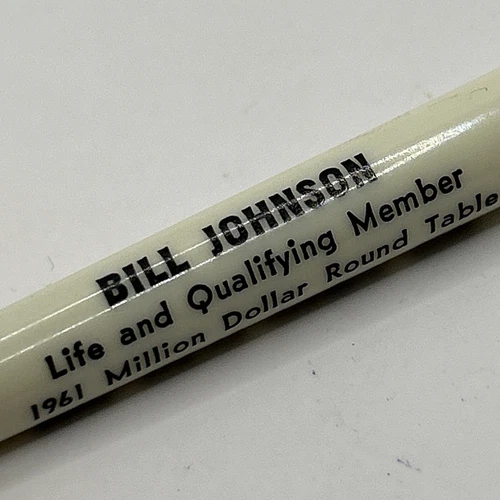 BILL JOHNSON
Life and Qualifying Member
1961 Million Dollar Round Table